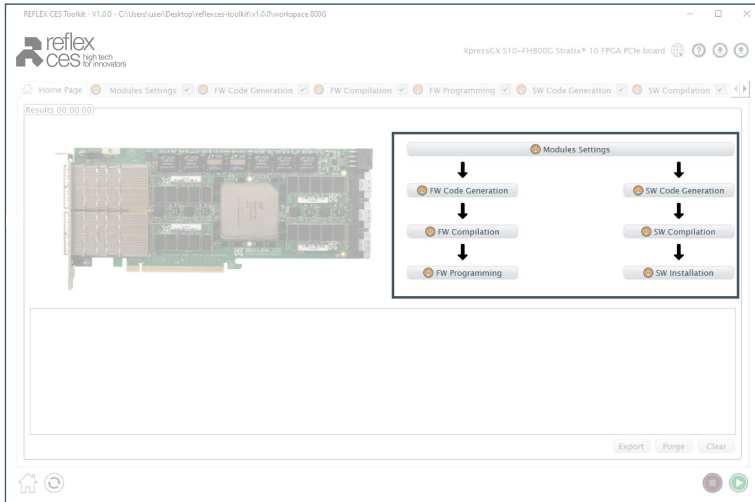 REFLEX CES Toolkit - V1.0.0 - C:\Users\user\Desktop\reflexces-toolkit\v1.0.0\workspace 800G
reflex
ces high tech
for innovators
XpressGX S10-FH800G Stratix® 10 FPGA PCIe board
Home Page Modules Settings FW Code Generation FW Compilation FW Programming SW Code Generation SW Compilation
Results 00:00:00
Modules Settings
FW Code Generation SW Code Generation
FW Compilation SW Compilation
FW Programming SW Installation
REFLEX
Export Purge Clear